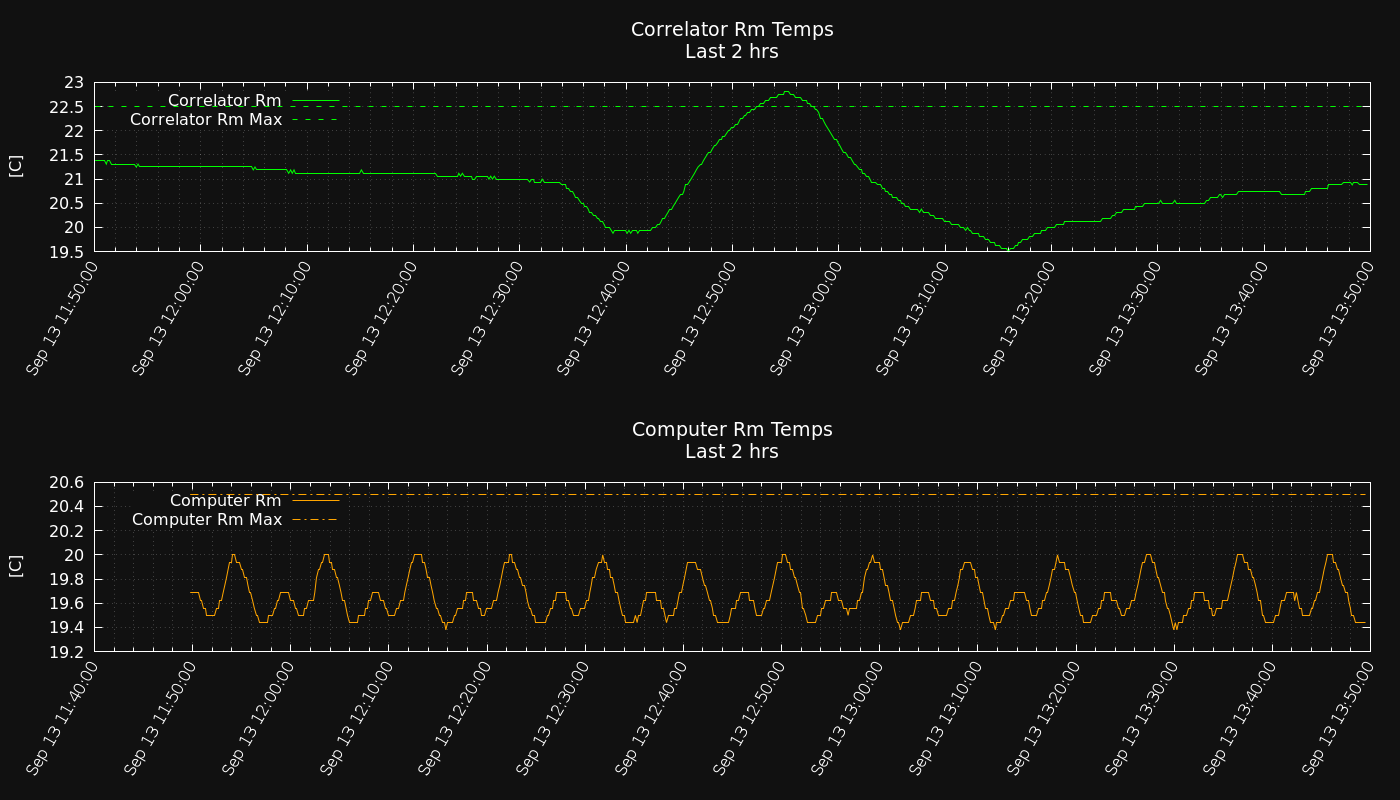 Correlator Rm Temps
Last 2 hrs
23
22.5
22
21.5
21
20.5
20
19.5
[C]
Correlator Rm
Correlator Rm Max
Sep 13 11:50:00
Sep 13 12:00:00
Sep 13 12:10:00
Sep 13 12:20:00
Sep 13 12:30:00
Sep 13 12:40:00
Sep 13 12:50:00
Sep 13 13:00:00
Sep 13 13:10:00
Sep 13 13:20:00
Sep 13 13:30:00
Sep 13 13:40:00
Sep 13 13:50:00
Computer Rm Temps
Last 2 hrs
20.6
20.4
20.2
20
19.8
19.6
19.4
19.2
[C]
Computer Rm
Computer Rm Max
Sep 13 11:40:00
Sep 13 11:50:00
Sep 13 12:00:00
Sep 13 12:10:00
Sep 13 12:20:00
Sep 13 12:30:00
Sep 13 12:40:00
Sep 13 12:50:00
Sep 13 13:00:00
Sep 13 13:10:00
Sep 13 13:20:00
Sep 13 13:30:00
Sep 13 13:40:00
Sep 13 13:50:00